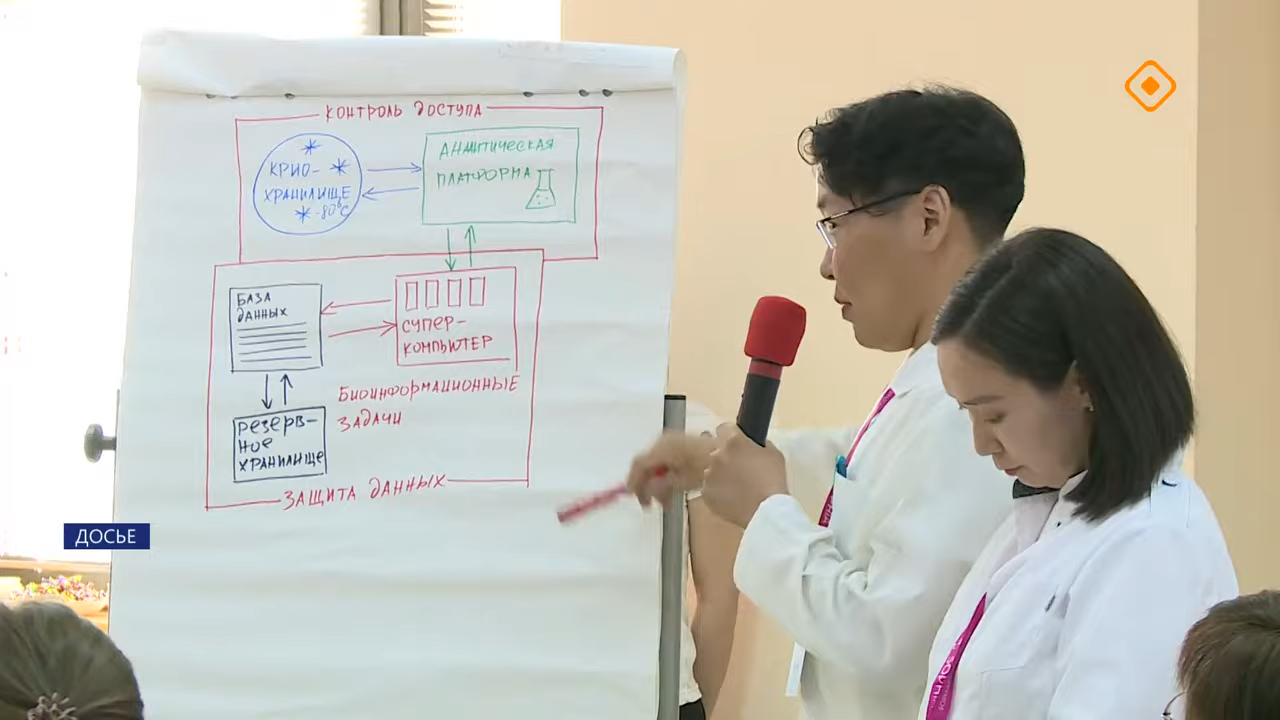 КОНТРОЛЬ ДОСТУПА
КРИО-
ХРАНИЛИЩЕ
-80°C
АНАЛИТИЧЕСКАЯ
ПЛАТФОРМА
БАЗА
ДАННЫХ
СУПЕР-
КОМПЬЮТЕР
БИОИНФОРМАЦИОННЫЕ
ЗАДАЧИ
РЕЗЕРВ-
НОЕ
ХРАНИЛИЩЕ
ЗАЩИТА ДАННЫХ
ДОСЬЕ